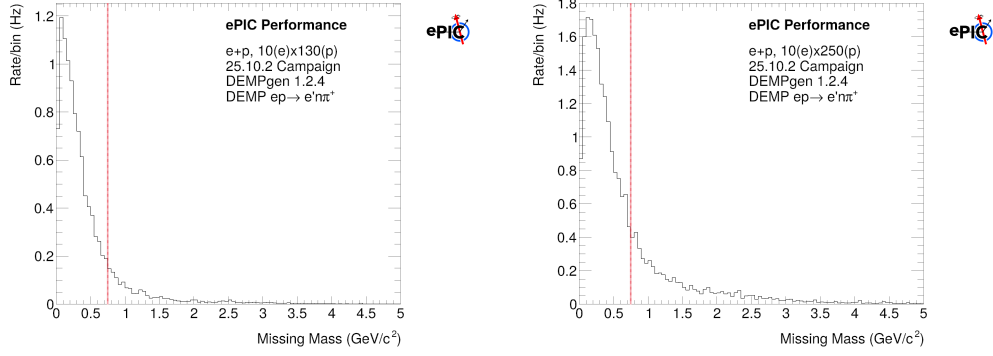 Rate/bin (Hz)
1.2
1
0.8
0.6
0.4
0.2
0
0 0.5 1 1.5 2 2.5 3 3.5 4 4.5 5
Missing Mass (GeV/c²)
ePIC Performance
e+p, 10(e)x130(p)
25.10.2 Campaign
DEMPgen 1.2.4
DEMP ep→ e'nπ⁺
ePIC
Rate/bin (Hz)
1.8
1.6
1.4
1.2
1
0.8
0.6
0.4
0.2
0
0 0.5 1 1.5 2 2.5 3 3.5 4 4.5 5
Missing Mass (GeV/c²)
ePIC Performance
e+p, 10(e)x250(p)
25.10.2 Campaign
DEMPgen 1.2.4
DEMP ep→ e'nπ⁺
ePIC